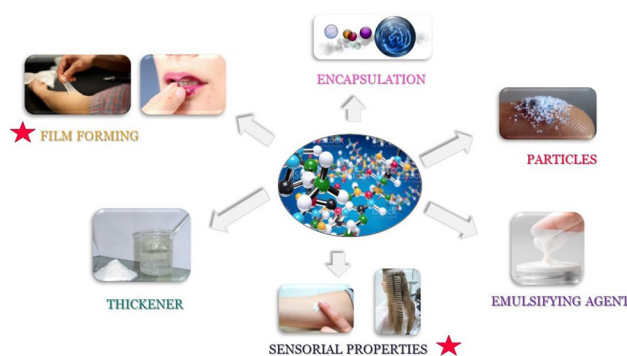 ENCAPSULATION
FILM FORMING
PARTICLES
THICKENER
EMULSIFYING AGENT
SENSORIAL PROPERTIES